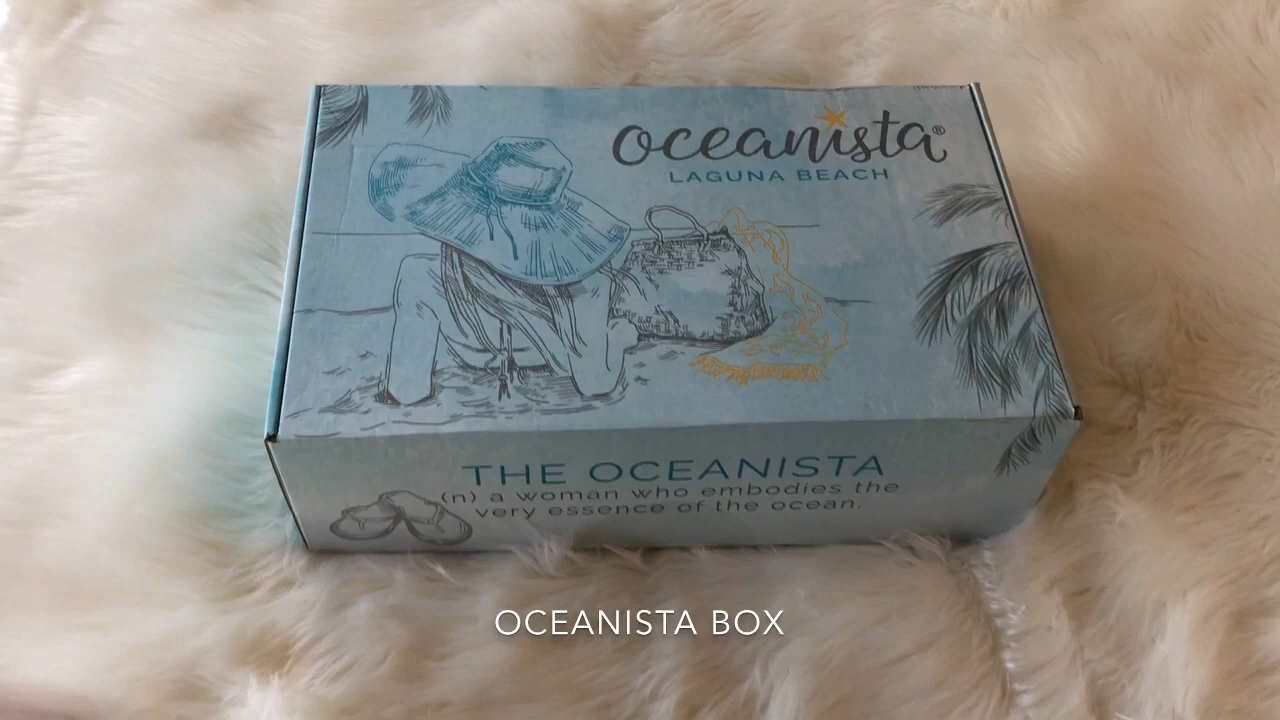 oceanista®
LAGUNA BEACH
THE OCEANISTA
(n) a woman who embodies the
very essence of the ocean.
OCEANISTA BOX